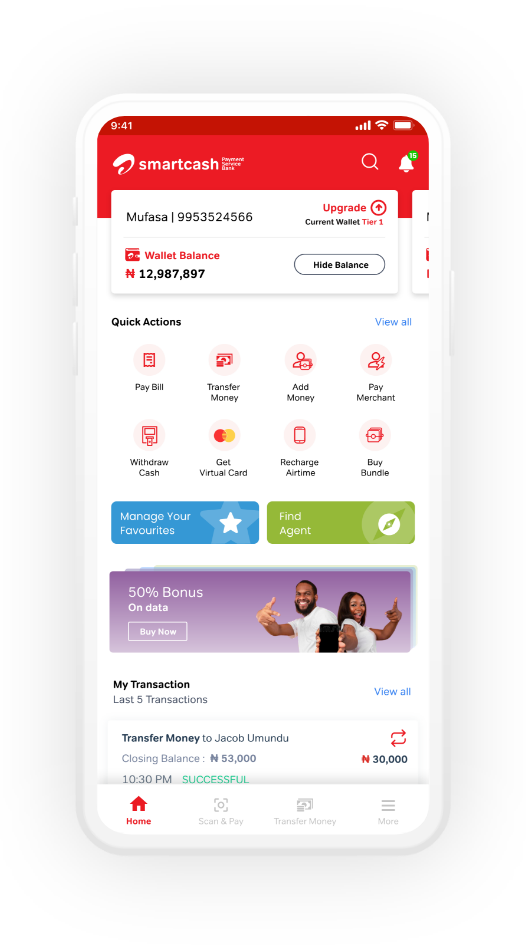 9:41
smartcash Payment Service Bank
15
Mufasa | 9953524566
Upgrade
Current Wallet Tier 1
Wallet Balance
₦ 12,987,897
Hide Balance
Quick Actions
View all
Pay Bill
Transfer Money
Add Money
Pay Merchant
Withdraw Cash
Get Virtual Card
Recharge Airtime
Buy Bundle
Manage Your
Favourites
Find
Agent
50% Bonus
On data
Buy Now
My Transaction
Last 5 Transactions
View all
Transfer Money to Jacob Umundu
Closing Balance : ₦ 53,000
₦ 30,000
10:30 PM SUCCESSFUL
Home
Scan & Pay
Transfer Money
More